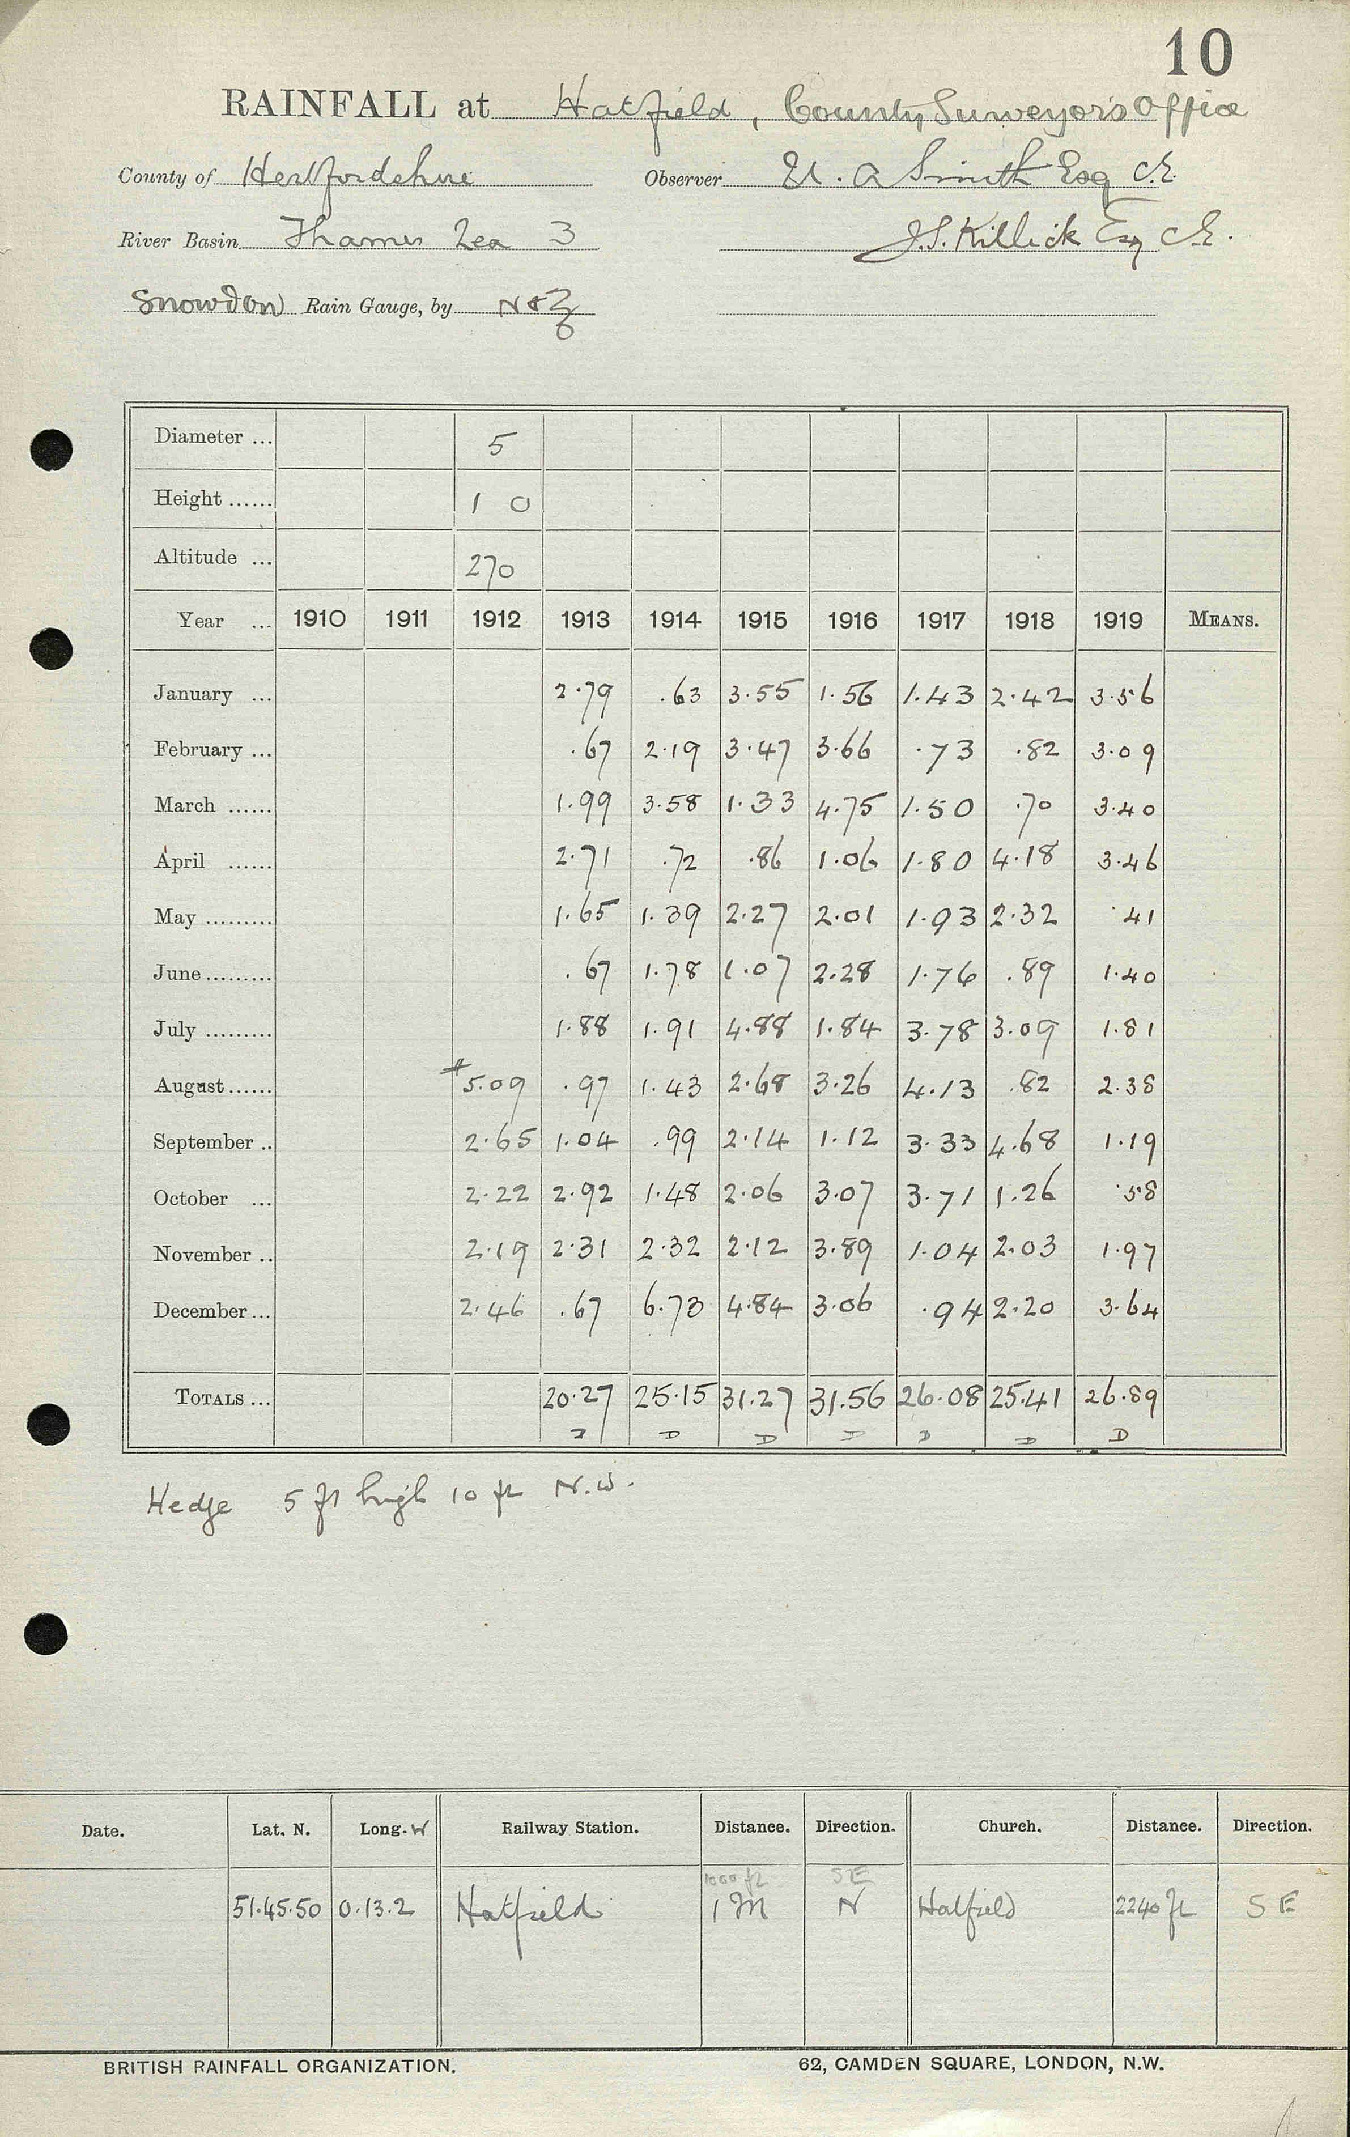 10
RAINFALL at Hatfield, County Surveyor's Office
County of Hertfordshire Observer U. A Smith Esq C.E.
River Basin Thames Lea 3 J.S. Killick Esq C.E.
Snowdon Rain Gauge, by N & Z
Diameter ... 5
Height ...... 1 0
Altitude ... 270
Year ... 1910 1911 1912 1913 1914 1915 1916 1917 1918 1919 MEANS.
January ... 2.79 .63 3.55 1.56 1.43 2.42 3.56
February ... .67 2.19 3.47 3.66 .73 .82 3.09
March ...... 1.99 3.58 1.33 4.75 1.50 .70 3.40
April ...... 2.71 .72 .86 1.06 1.80 4.18 3.46
May ......... 1.65 1.39 2.27 2.01 1.93 2.32 .41
June ......... .67 1.78 1.07 2.28 1.76 .89 1.40
July ......... 1.88 1.91 4.88 1.84 3.78 3.09 1.81
August ...... 5.09 .97 1.43 2.68 3.26 4.13 .82 2.38
September .. 2.65 1.04 .99 2.14 1.12 3.33 4.68 1.19
October ... 2.22 2.92 1.48 2.06 3.07 3.71 1.26 .58
November .. 2.19 2.31 2.32 2.12 3.89 1.04 2.03 1.97
December ... 2.46 .67 6.73 4.84 3.06 .94 2.20 3.64
TOTALS ... 20.27 25.15 31.27 31.56 26.08 25.41 26.89
D D D D D D D
Hedge 5 ft high 10 ft N.W.
Date. Lat. N. Long. W Railway Station. Distance. Direction. Church. Distance. Direction.
1000 ft SE
51.45.50 0.13.2 Hatfield 1 M N Hatfield 2240 ft S E
BRITISH RAINFALL ORGANIZATION. 62, CAMDEN SQUARE, LONDON, N.W.